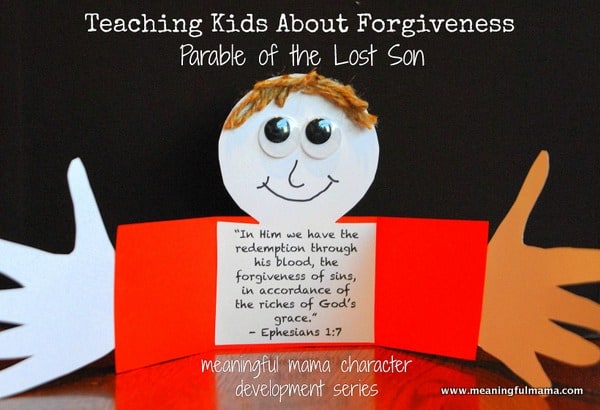 Teaching Kids About Forgiveness
Parable of the Lost Son
"In Him we have the
redemption through
his blood, the
forgiveness of sins,
in accordance of
the riches of God's
grace."
- Ephesians 1:7
meaningful mama character
development series
www.meaningfulmama.com